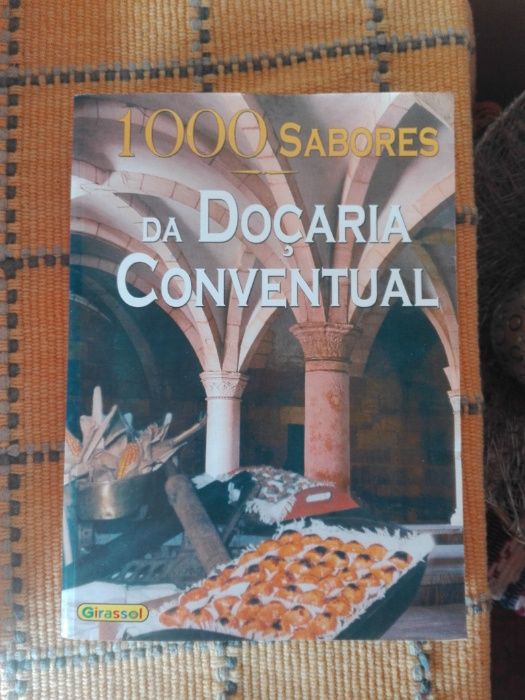 1000 SABORES
DA DOÇARIA
CONVENTUAL
Girassol